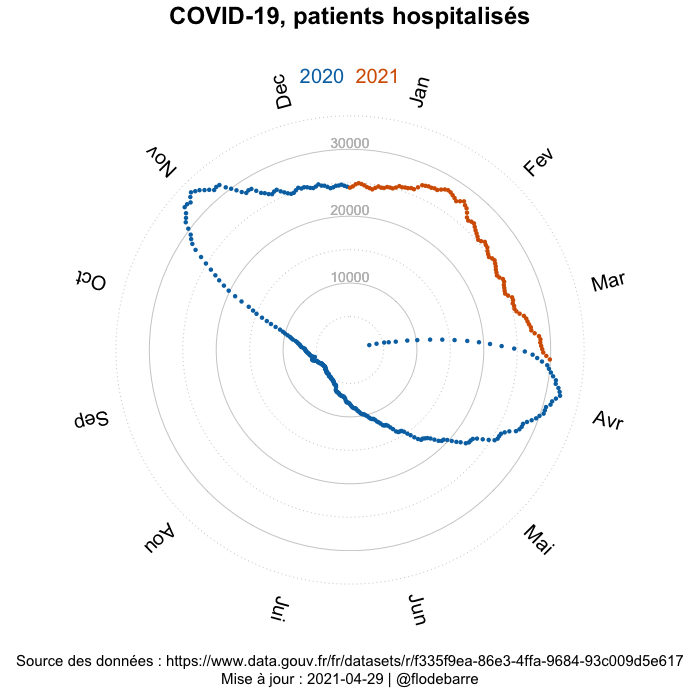 COVID-19, patients hospitalisés
2020 2021
Jan
Fev
Mar
Avr
Mai
Jun
Jui
Aou
Sep
Oct
Nov
Dec
30000
20000
10000
Source des données : https://www.data.gouv.fr/fr/datasets/r/f335f9ea-86e3-4ffa-9684-93c009d5e617
Mise à jour : 2021-04-29 | @flodebarre